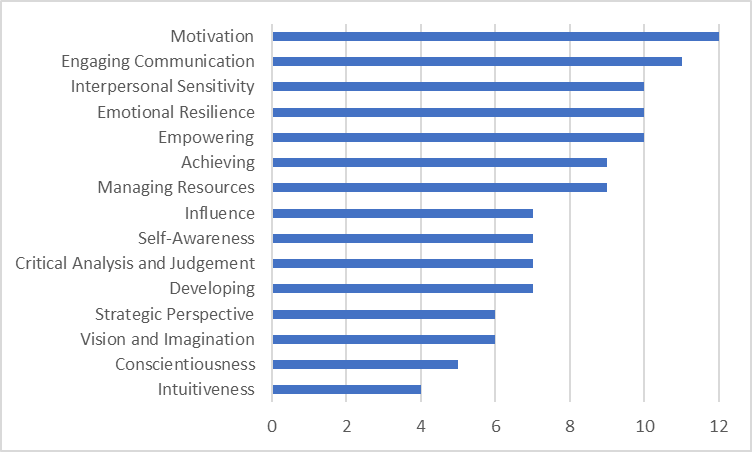 Motivation
Engaging Communication
Interpersonal Sensitivity
Emotional Resilience
Empowering
Achieving
Managing Resources
Influence
Self-Awareness
Critical Analysis and Judgement
Developing
Strategic Perspective
Vision and Imagination
Conscientiousness
Intuitiveness
0 2 4 6 8 10 12